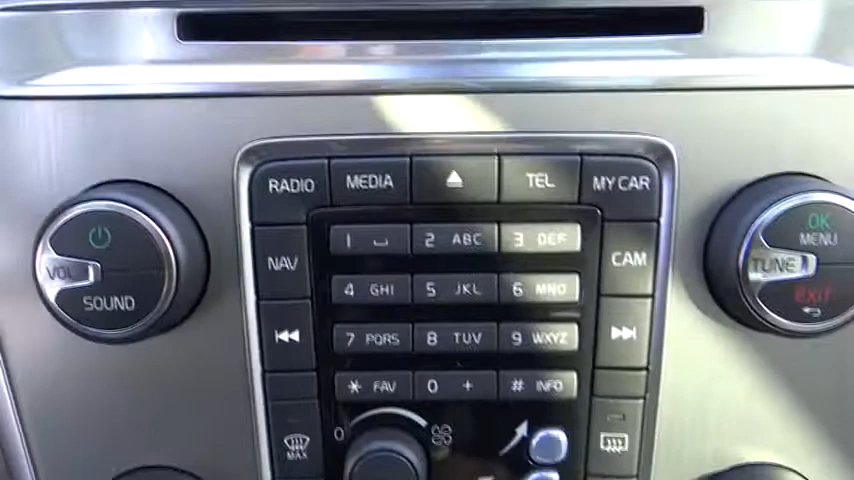 RADIO MEDIA TEL MY CAR
NAV 1 2 ABC 3 DEF CAM
4 GHI 5 JKL 6 MNO
7 PQRS 8 TUV 9 WXYZ
* FAV 0 + # INFO
VOL
SOUND
OK
MENU
TUNE
EXIT
0
MAX